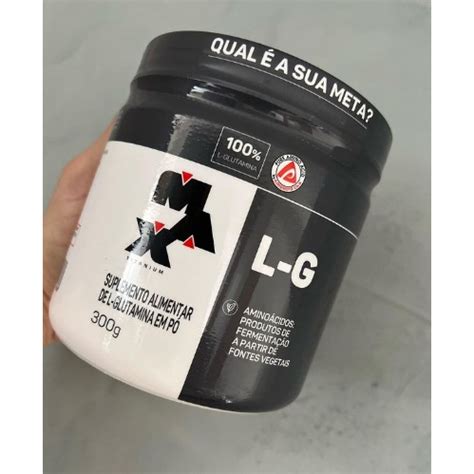 QUAL É A SUA META?
100%
L-GLUTAMINA
MAX
TITANIUM
L-G
SUPLEMENTO ALIMENTAR
DE L-GLUTAMINA EM PÓ
300g
AMINOÁCIDOS:
PRODUTOS DE
FERMENTAÇÃO
A PARTIR DE
FONTES VEGETAIS